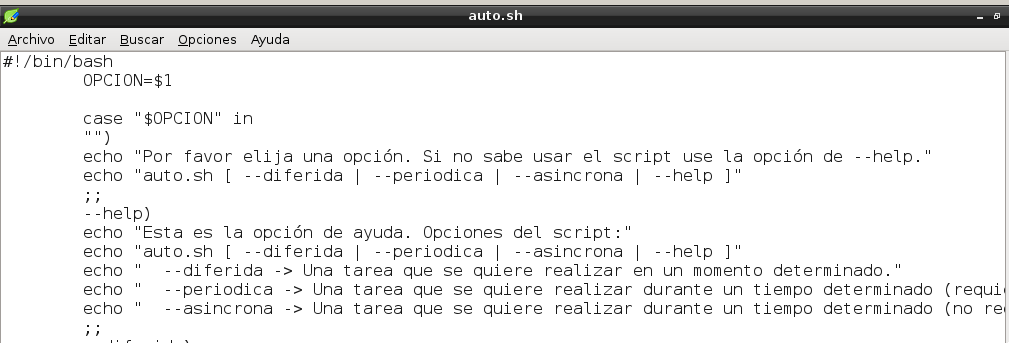 auto.sh
Archivo Editar Buscar Opciones Ayuda
#!/bin/bash
OPCION=$1
case "$OPCION" in
"")
echo "Por favor elija una opción. Si no sabe usar el script use la opción de --help."
echo "auto.sh [ --diferida | --periodica | --asincrona | --help ]"
;;
--help)
echo "Esta es la opción de ayuda. Opciones del script:"
echo "auto.sh [ --diferida | --periodica | --asincrona | --help ]"
echo "  --diferida -> Una tarea que se quiere realizar en un momento determinado."
echo "  --periodica -> Una tarea que se quiere realizar durante un tiempo determinado (requi
echo "  --asincrona -> Una tarea que se quiere realizar durante un tiempo determinado (no re
;;